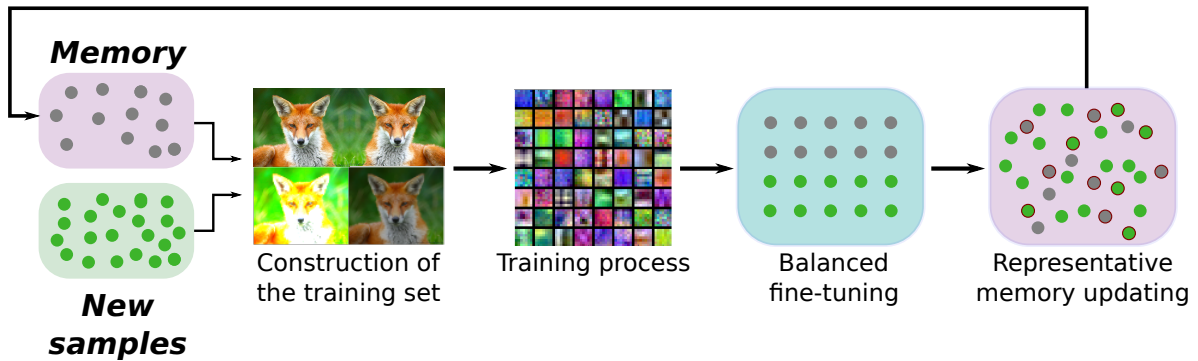 Memory
New
samples
Construction of
the training set
Training process
Balanced
fine-tuning
Representative
memory updating